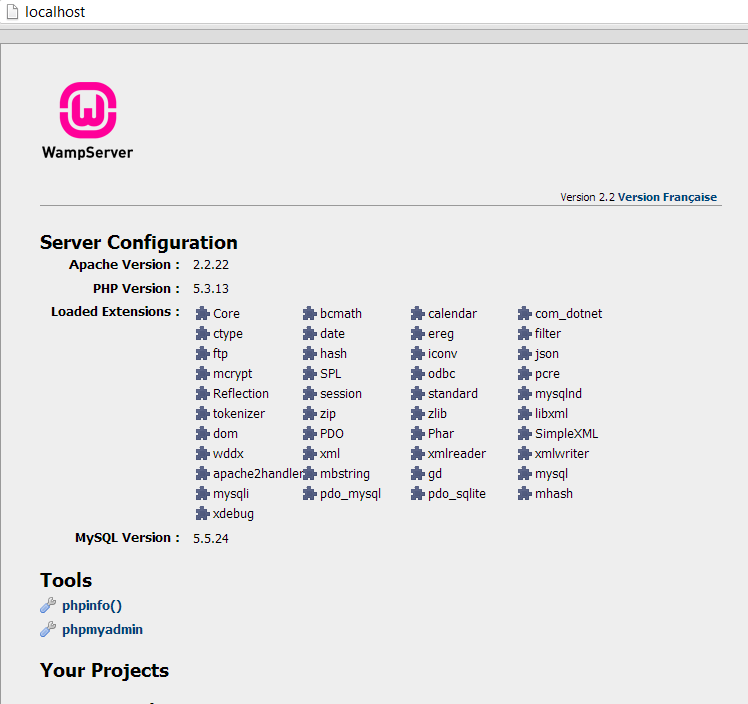 localhost
WampServer
Version 2.2 Version Française
Server Configuration
Apache Version : 2.2.22
PHP Version : 5.3.13
Loaded Extensions : Core bcmath calendar com_dotnet
ctype date ereg filter
ftp hash iconv json
mcrypt SPL odbc pcre
Reflection session standard mysqlnd
tokenizer zip zlib libxml
dom PDO Phar SimpleXML
wddx xml xmlreader xmlwriter
apache2handler mbstring gd mysql
mysqli pdo_mysql pdo_sqlite mhash
xdebug
MySQL Version : 5.5.24
Tools
phpinfo()
phpmyadmin
Your Projects